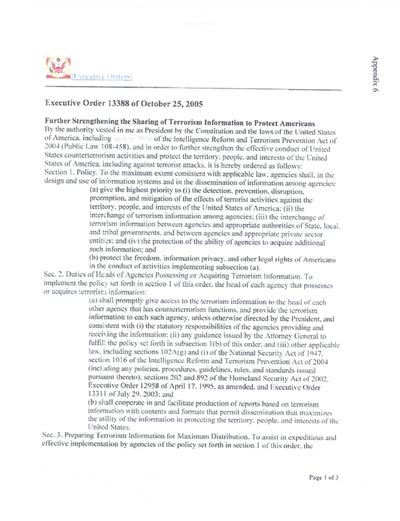 Appendix 6
Executive Orders
Executive Order 13388 of October 25, 2005
Further Strengthening the Sharing of Terrorism Information to Protect Americans
By the authority vested in me as President by the Constitution and the laws of the United States
of America, including section 1016 of the Intelligence Reform and Terrorism Prevention Act of
2004 (Public Law 108-458), and in order to further strengthen the effective conduct of United
States counterterrorism activities and protect the territory, people, and interests of the United
States of America, including against terrorist attacks, it is hereby ordered as follows:
Section 1. Policy. To the maximum extent consistent with applicable law, agencies shall, in the
design and use of information systems and in the dissemination of information among agencies:
(a) give the highest priority to (i) the detection, prevention, disruption,
preemption, and mitigation of the effects of terrorist activities against the
territory, people, and interests of the United States of America; (ii) the
interchange of terrorism information among agencies; (iii) the interchange of
terrorism information between agencies and appropriate authorities of State, local,
and tribal governments, and between agencies and appropriate private sector
entities; and (iv) the protection of the ability of agencies to acquire additional
such information; and
(b) protect the freedom, information privacy, and other legal rights of Americans
in the conduct of activities implementing subsection (a).
Sec. 2. Duties of Heads of Agencies Possessing or Acquiring Terrorism Information. To
implement the policy set forth in section 1 of this order, the head of each agency that possesses
or acquires terrorism information:
(a) shall promptly give access to the terrorism information to the head of each
other agency that has counterterrorism functions, and provide the terrorism
information to each such agency, unless otherwise directed by the President, and
consistent with (i) the statutory responsibilities of the agencies providing and
receiving the information; (ii) any guidance issued by the Attorney General to
fulfill the policy set forth in subsection 1(b) of this order; and (iii) other applicable
law, including sections 102A(g) and (i) of the National Security Act of 1947,
section 1016 of the Intelligence Reform and Terrorism Prevention Act of 2004
(including any policies, procedures, guidelines, rules, and standards issued
pursuant thereto), sections 202 and 892 of the Homeland Security Act of 2002,
Executive Order 12958 of April 17, 1995, as amended, and Executive Order
13311 of July 29, 2003; and
(b) shall cooperate in and facilitate production of reports based on terrorism
information with contents and formats that permit dissemination that maximizes
the utility of the information in protecting the territory, people, and interests of the
United States.
Sec. 3. Preparing Terrorism Information for Maximum Distribution. To assist in expeditious and
effective implementation by agencies of the policy set forth in section 1 of this order, the
Page 1 of 3